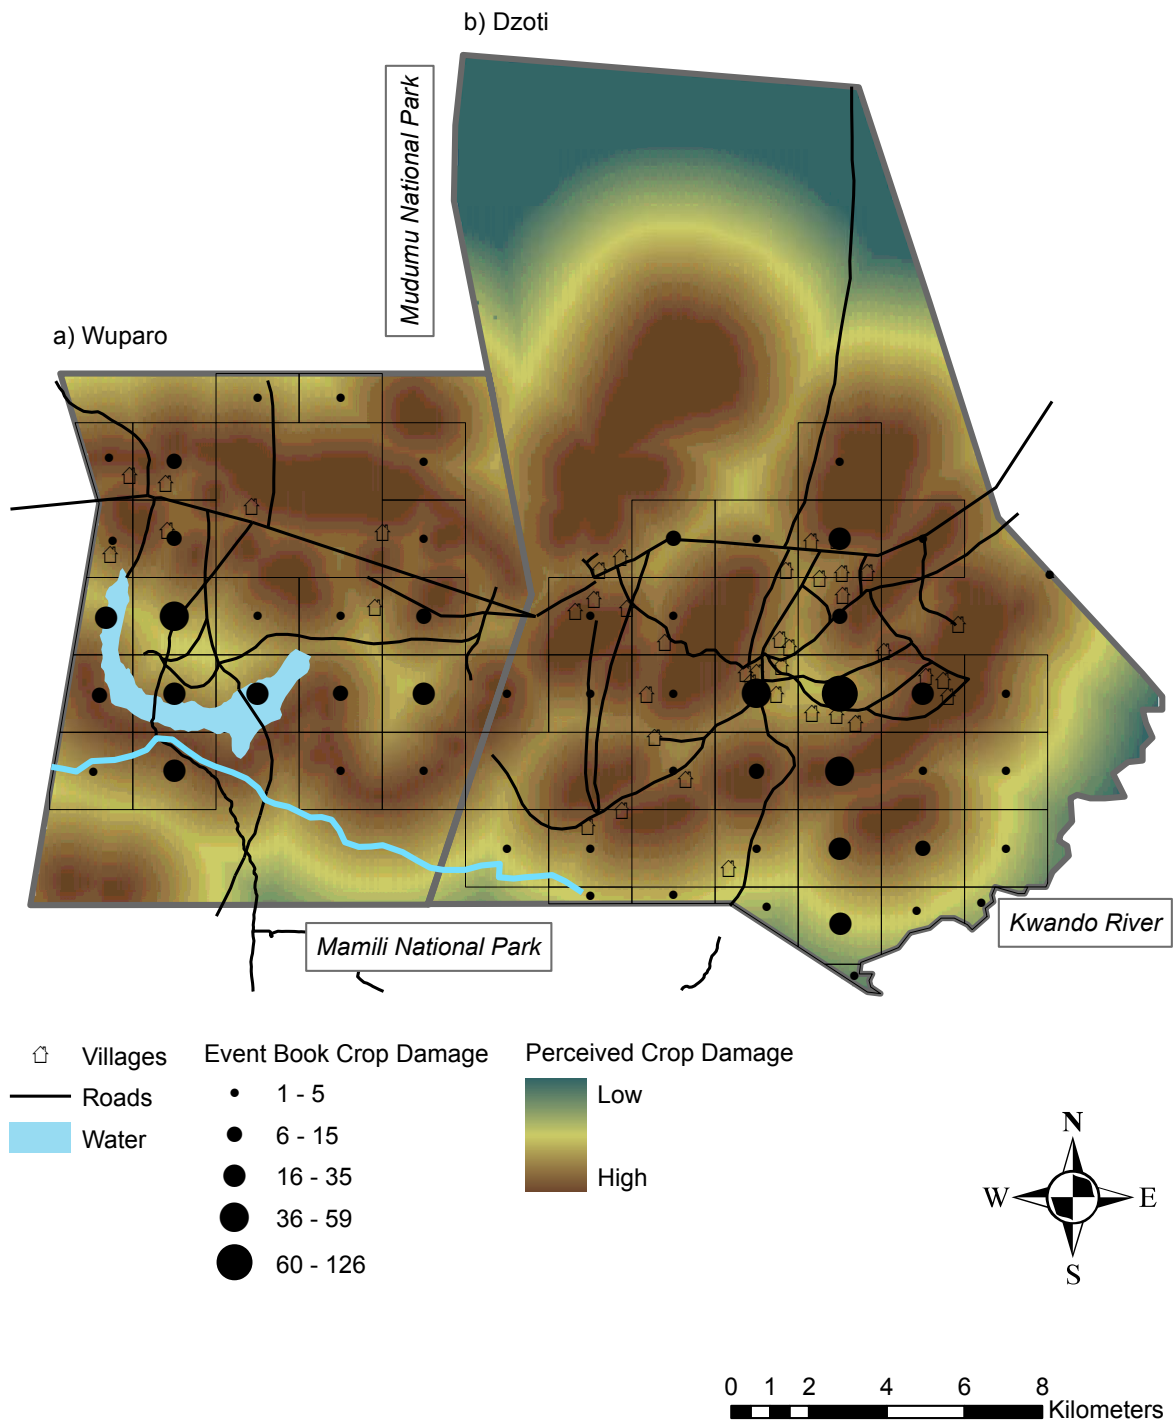 b) Dzoti
Mudumu National Park
a) Wuparo
Kwando River
Mamili National Park
Villages
Roads
Water
Event Book Crop Damage
1 - 5
6 - 15
16 - 35
36 - 59
60 - 126
Perceived Crop Damage
Low
High
N
W
E
S
0 1 2 4 6 8
Kilometers